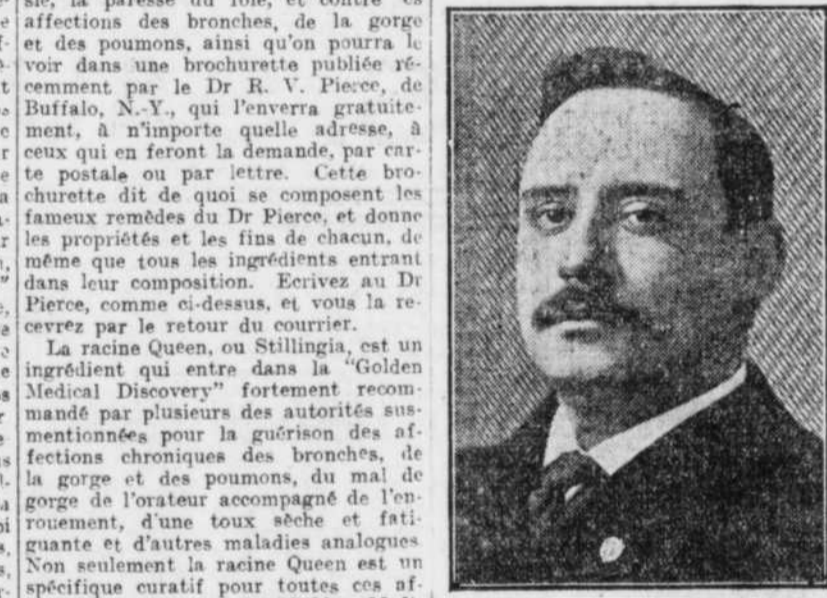 sie, la paresse du foie, et contre
affections des bronches, de la gorge
et des poumons, ainsi qu'on pourra le
voir dans une brochurette publiée ré-
cemment par le Dr R. V. Pierce, de
Buffalo, N.-Y., qui l'enverra gratuite-
ment, à n'importe quelle adresse, à
ceux qui en feront la demande, par car-
te postale ou par lettre. Cette bro-
churette dit de quoi se composent les
fameux remèdes du Dr Pierce, et donne
les propriétés et les fins de chacun, de
même que tous les ingrédients entrant
dans leur composition. Ecrivez au Dr
Pierce, comme ci-dessus, et vous la re-
cevrez par le retour du courrier.
La racine Queen, ou Stillingia, est un
ingrédient qui entre dans la "Golden
Medical Discovery" fortement recom-
mandé par plusieurs des autorités sus-
mentionnées pour la guérison des af-
fections chroniques des bronches, de
la gorge et des poumons, du mal de
gorge de l'orateur accompagné de l'en-
rouement, d'une toux sèche et fati-
guante et d'autres maladies analogues
Non seulement la racine Queen est un
spécifique curatif pour toutes ces af-